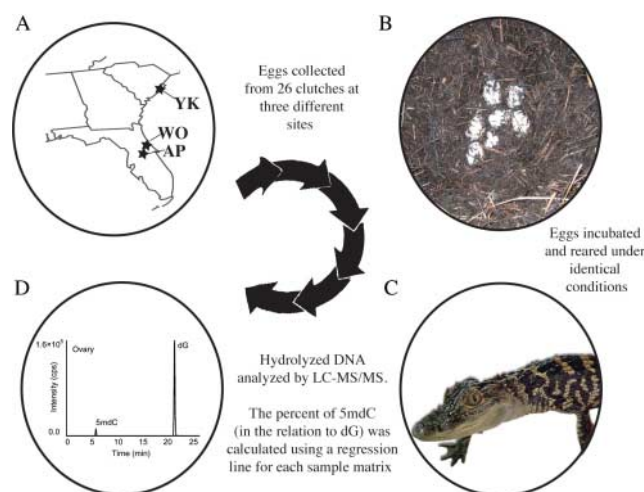 A
YK
WO
AP
Eggs collected
from 26 clutches at
three different
sites
B
Eggs incubated
and reared under
identical
conditions
D
1.6×10⁵
Ovary
dG
Intensity (cps)
5mdC
0.0
0 5 10 15 20 25
Time (min)
Hydrolyzed DNA
analyzed by LC-MS/MS.
The percent of 5mdC
(in the relation to dG) was
calculated using a regression
line for each sample matrix
C